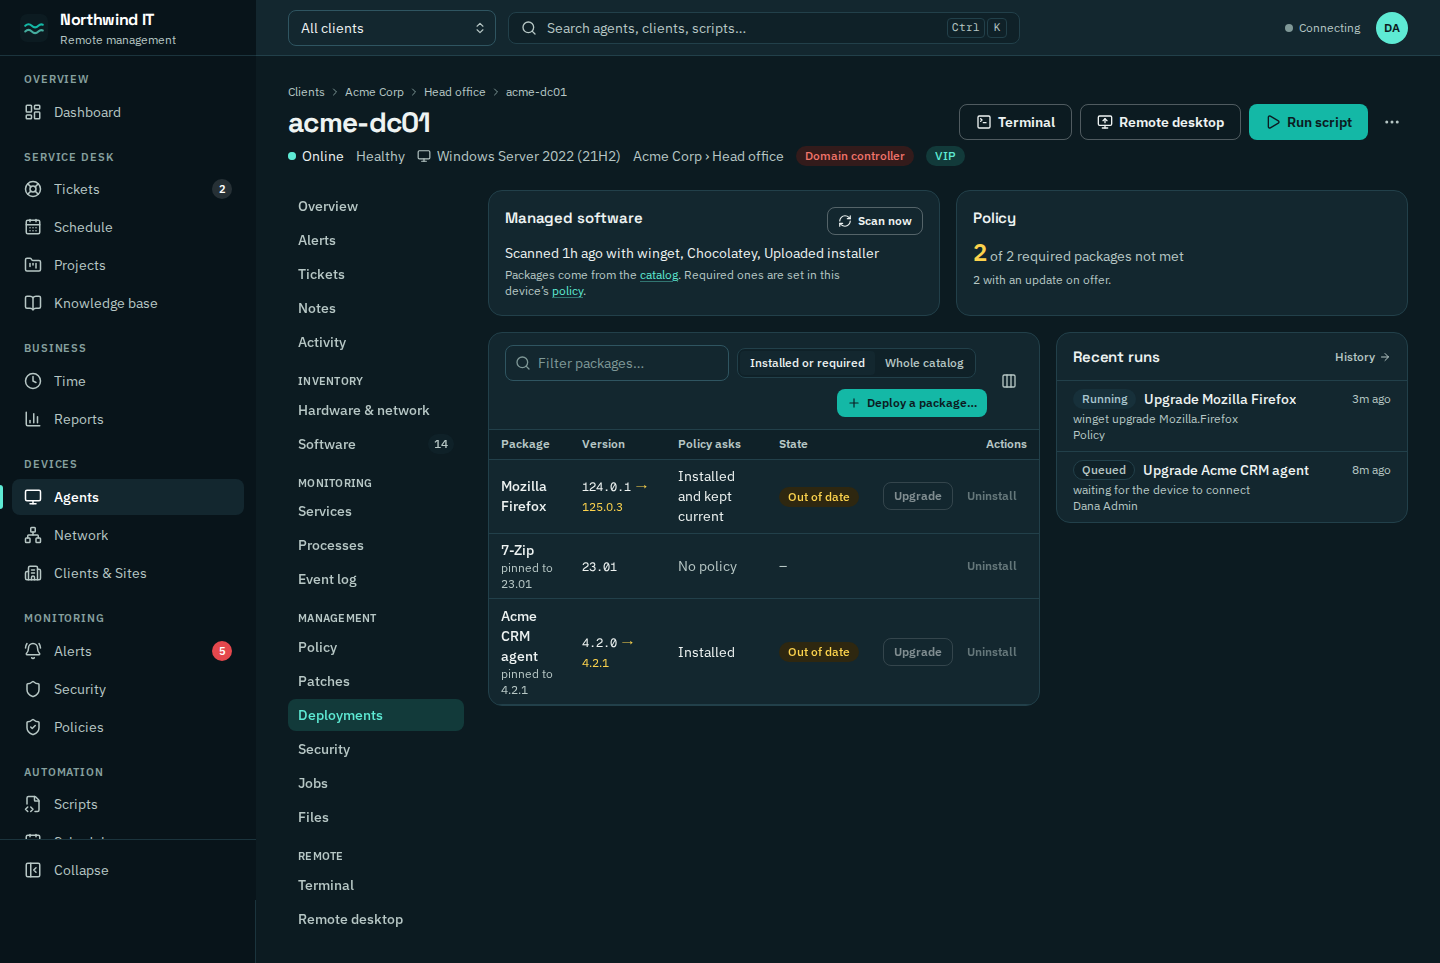 Northwind IT
Remote management
All clients
Search agents, clients, scripts...
Ctrl K
Connecting
DA
OVERVIEW
Dashboard
SERVICE DESK
Tickets 2
Schedule
Projects
Knowledge base
BUSINESS
Time
Reports
DEVICES
Agents
Network
Clients & Sites
MONITORING
Alerts 5
Security
Policies
AUTOMATION
Scripts
Collapse
Clients > Acme Corp > Head office > acme-dc01
acme-dc01
Terminal
Remote desktop
Run script
Online Healthy Windows Server 2022 (21H2) Acme Corp › Head office Domain controller VIP
Overview
Alerts
Tickets
Notes
Activity
INVENTORY
Hardware & network
Software 14
MONITORING
Services
Processes
Event log
MANAGEMENT
Policy
Patches
Deployments
Security
Jobs
Files
REMOTE
Terminal
Remote desktop
Managed software
Scan now
Scanned 1h ago with winget, Chocolatey, Uploaded installer
Packages come from the catalog. Required ones are set in this
device's policy.
Policy
2 of 2 required packages not met
2 with an update on offer.
Filter packages...
Installed or required
Whole catalog
Deploy a package...
Package Version Policy asks State Actions
Mozilla
Firefox
124.0.1 →
125.0.3
Installed
and kept
current
Out of date
Upgrade
Uninstall
7-Zip
pinned to
23.01
23.01
No policy
–
Uninstall
Acme
CRM
agent
pinned to
4.2.1
4.2.0 →
4.2.1
Installed
Out of date
Upgrade
Uninstall
Recent runs
History →
Running Upgrade Mozilla Firefox 3m ago
winget upgrade Mozilla.Firefox
Policy
Queued Upgrade Acme CRM agent 8m ago
waiting for the device to connect
Dana Admin